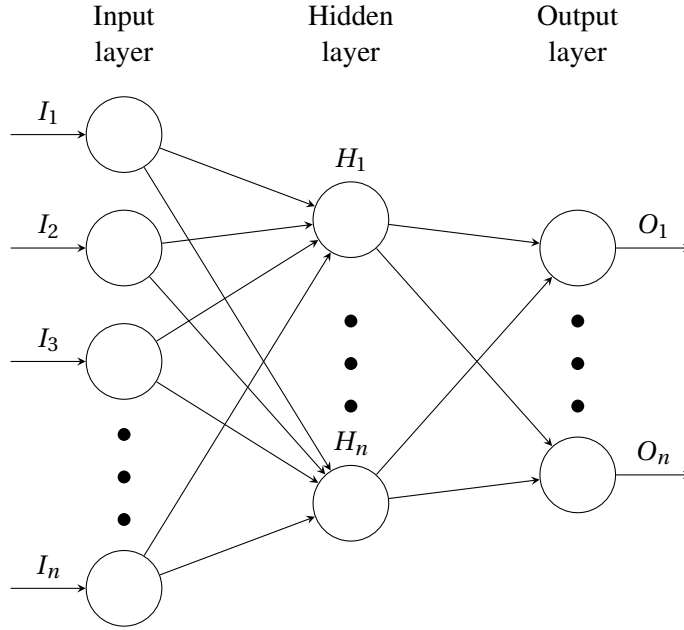 Input
layer
Hidden
layer
Output
layer
I1
I2
I3
In
H1
Hn
O1
On